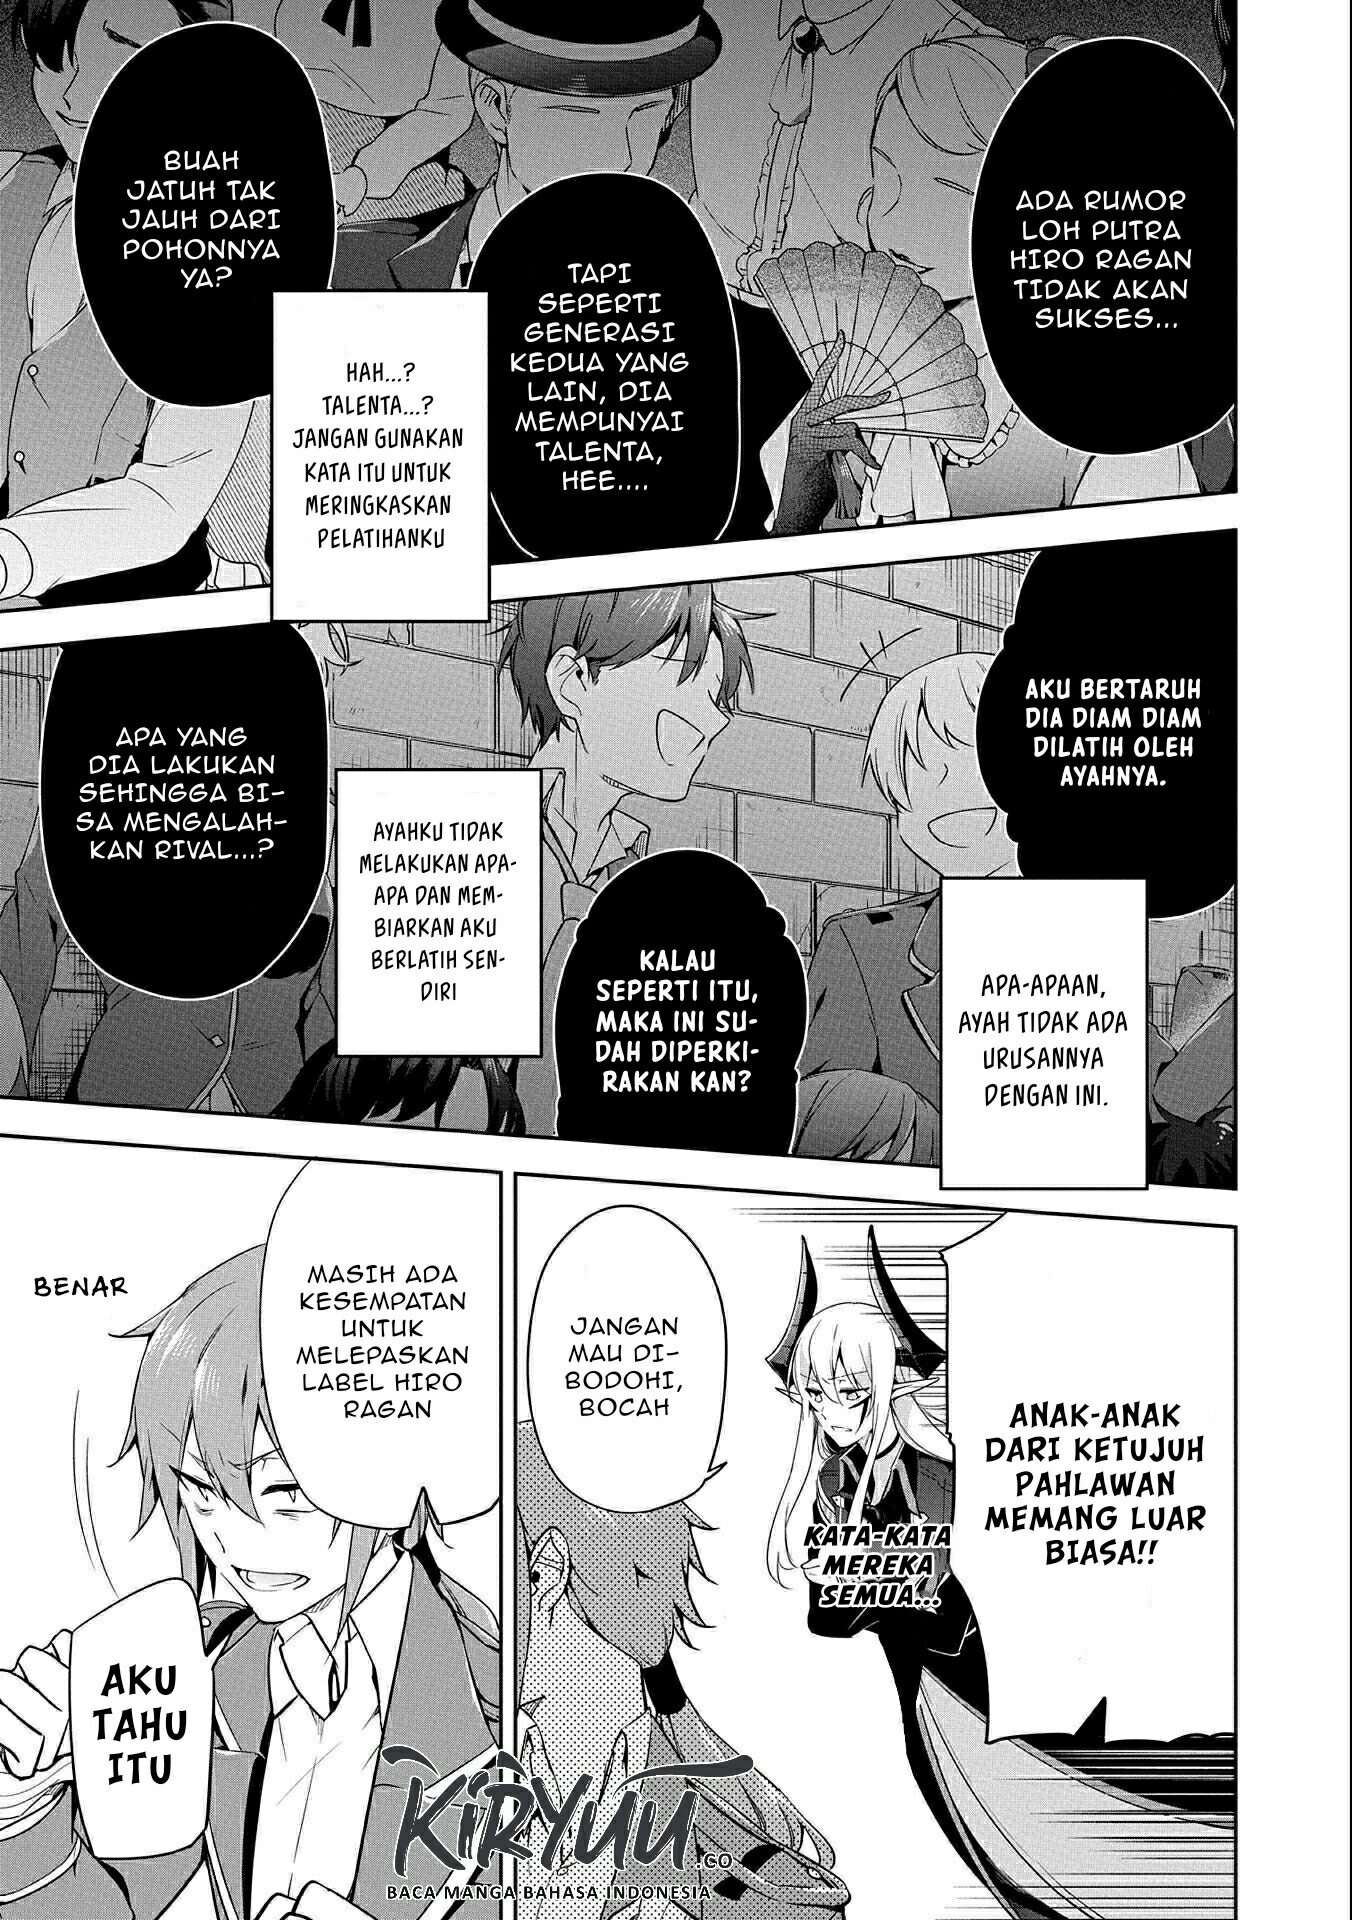 ADA RUMOR
LOH PUTRA
HIRO RAGAN
TIDAK AKAN
SUKSES...
TAPI
SEPERTI
GENERASI
KEDUA YANG
LAIN, DIA
MEMPUNYAI
TALENTA,
HEE....
BUAH
JATUH TAK
JAUH DARI
POHONNYA
YA?
HAH...?
TALENTA...?
JANGAN GUNAKAN
KATA ITU UNTUK
MERINGKASKAN
PELATIHANKU
AKU BERTARUH
DIA DIAM DIAM
DILATIH OLEH
AYAHNYA.
APA-APAAN,
AYAH TIDAK ADA
URUSANNYA
DENGAN INI.
KALAU
SEPERTI ITU,
MAKA INI SU-
DAH DIPERKI-
RAKAN KAN?
AYAHKU TIDAK
MELAKUKAN APA-
APA DAN MEM-
BIARKAN AKU
BERLATIH SEN-
DIRI
APA YANG
DIA LAKUKAN
SEHINGGA BI-
SA MENGALAH-
KAN RIVAL...?
ANAK-ANAK
DARI KETUJUH
PAHLAWAN
MEMANG LUAR
BIASA!!
KATA-KATA
MEREKA
SEMUA...
JANGAN
MAU DI-
BODOHI,
BOCAH
MASIH ADA
KESEMPATAN
UNTUK
MELEPASKAN
LABEL HIRO
RAGAN
BENAR
AKU
TAHU
ITU
KIRYUU.CO
BACA MANGA BAHASA INDONESIA